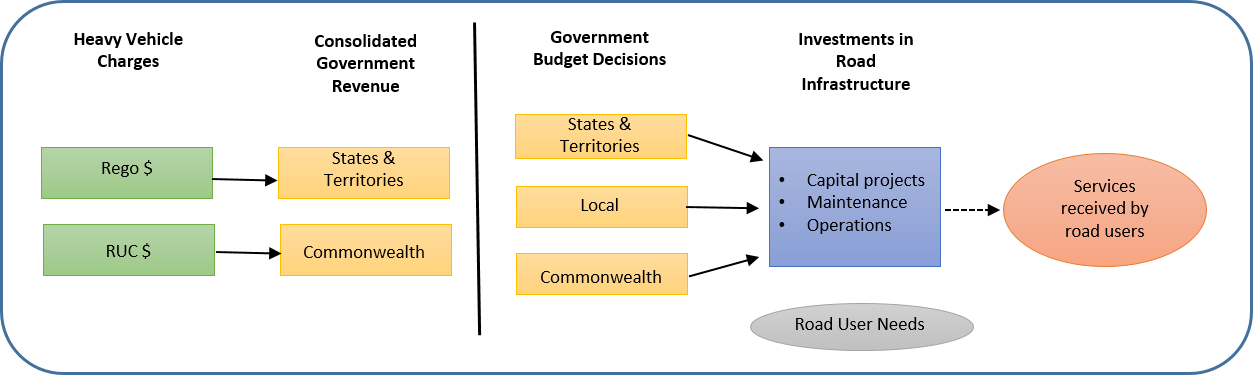 Heavy Vehicle
Charges
Consolidated
Government
Revenue
Government
Budget Decisions
Investments in
Road
Infrastructure
Rego $
States &
Territories
RUC $
Commonwealth
States &
Territories
Local
Commonwealth
• Capital projects
• Maintenance
• Operations
Services
received by
road users
Road User Needs